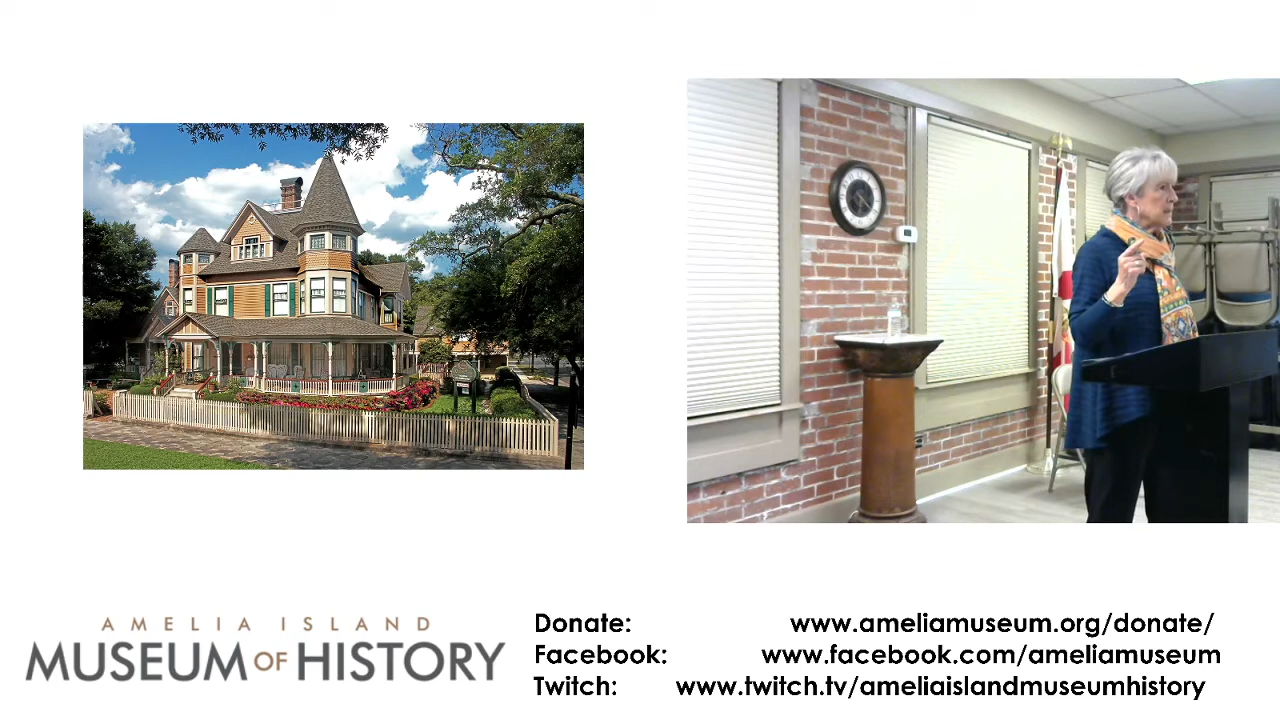 AMELIA ISLAND
MUSEUM OF HISTORY
Donate: www.ameliamuseum.org/donate/
Facebook: www.facebook.com/ameliamuseum
Twitch: www.twitch.tv/ameliaislandmuseumhistory